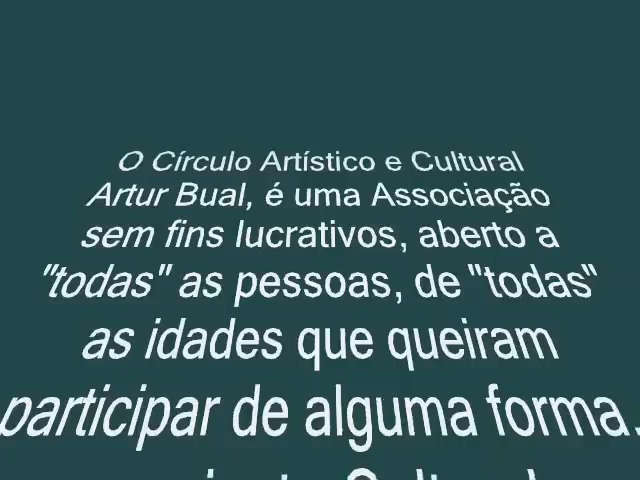 O Círculo Artístico e Cultural
Artur Bual, é uma Associação
sem fins lucrativos, aberto a
"todas" as pessoas, de "todas"
as idades que queiram
participar de alguma forma.